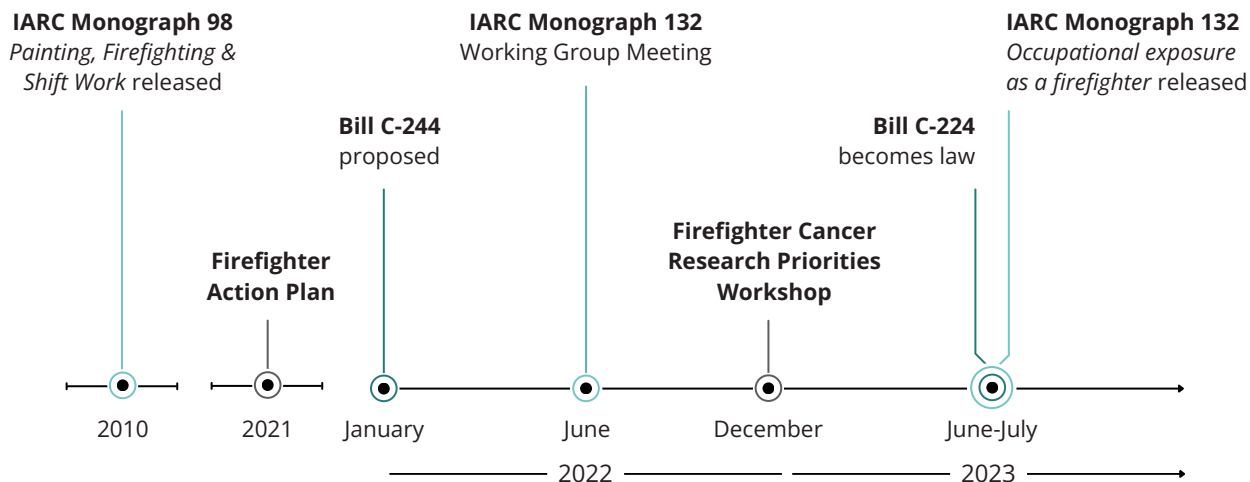 IARC Monograph 98
Painting, Firefighting &
Shift Work released
IARC Monograph 132
Working Group Meeting
IARC Monograph 132
Occupational exposure
as a firefighter released
Bill C-244
proposed
Bill C-224
becomes law
Firefighter
Action Plan
Firefighter Cancer
Research Priorities
Workshop
2010
2021
January
June
December
June-July
2022
2023